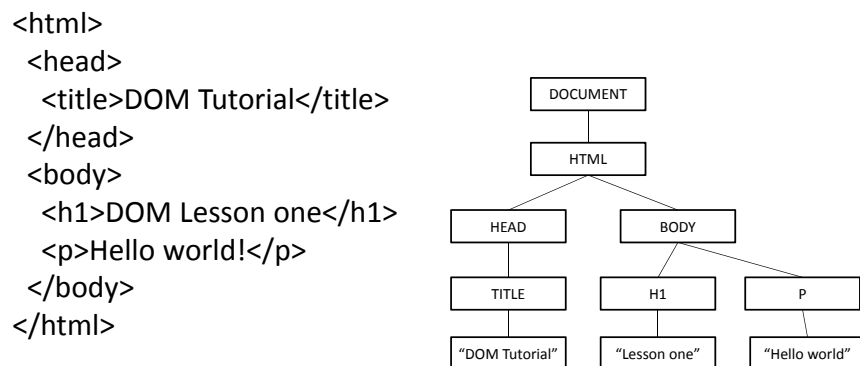 <html>
<head>
<title>DOM Tutorial</title>
</head>
<body>
<h1>DOM Lesson one</h1>
<p>Hello world!</p>
</body>
</html>
DOCUMENT
HTML
HEAD BODY
TITLE H1 P
“DOM Tutorial” “Lesson one” “Hello world”